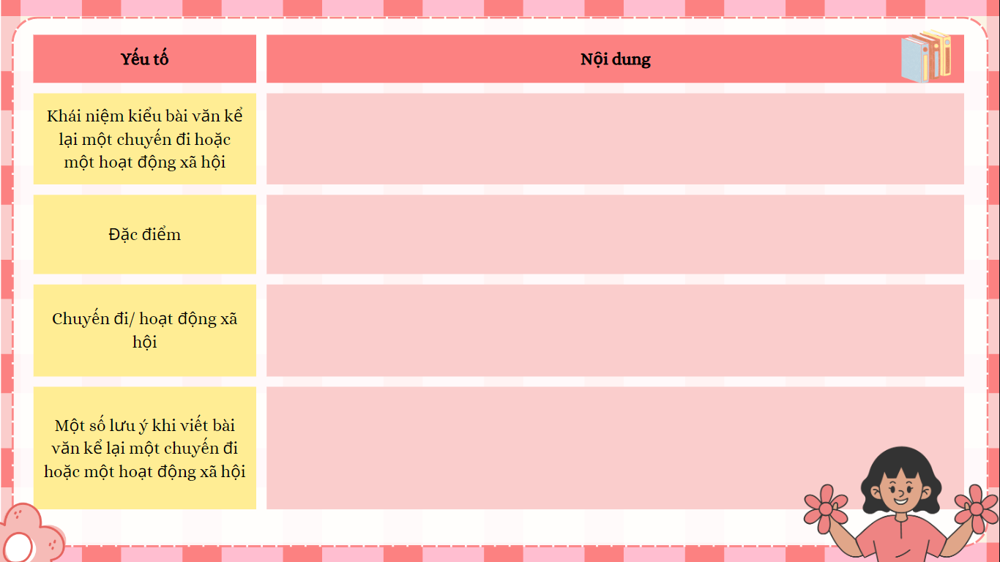 Yếu tố
Nội dung
Khái niệm kiểu bài văn kể
lại một chuyến đi hoặc
một hoạt động xã hội
Đặc điểm
Chuyến đi/ hoạt động xã
hội
Một số lưu ý khi viết bài
văn kể lại một chuyến đi
hoặc một hoạt động xã hội